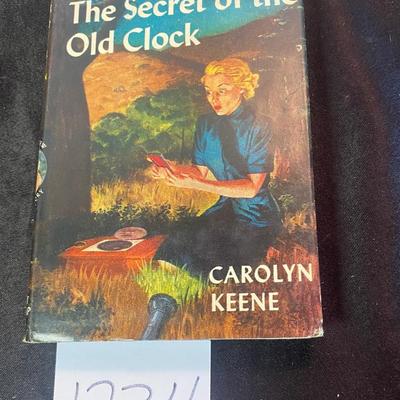 The Secret of the
Old Clock
CAROLYN
KEENE